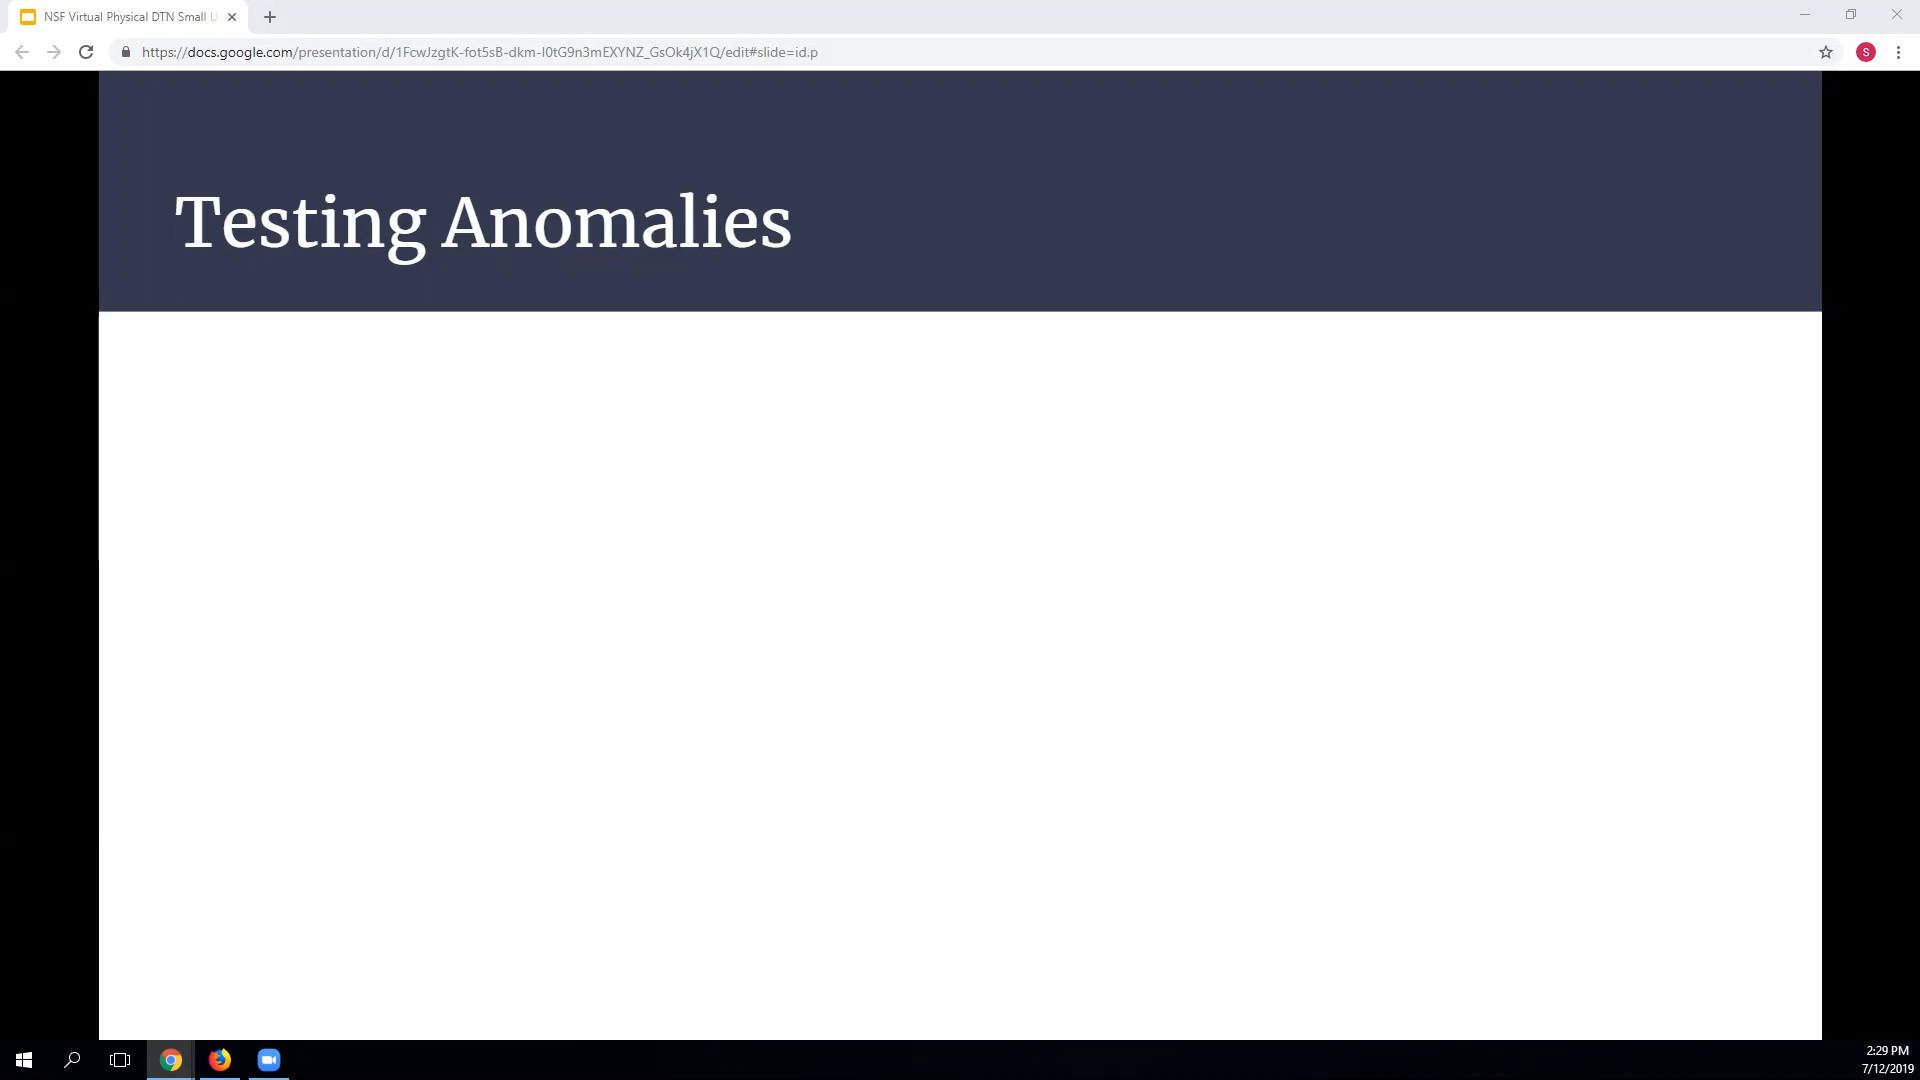 NSF Virtual Physical DTN Small U
https://docs.google.com/presentation/d/1FcwJzgtK-fot5sB-dkm-I0tG9n3mEXYNZ_GsOk4jX1Q/edit#slide=id.p
S
Testing Anomalies
2:29 PM
7/12/2019